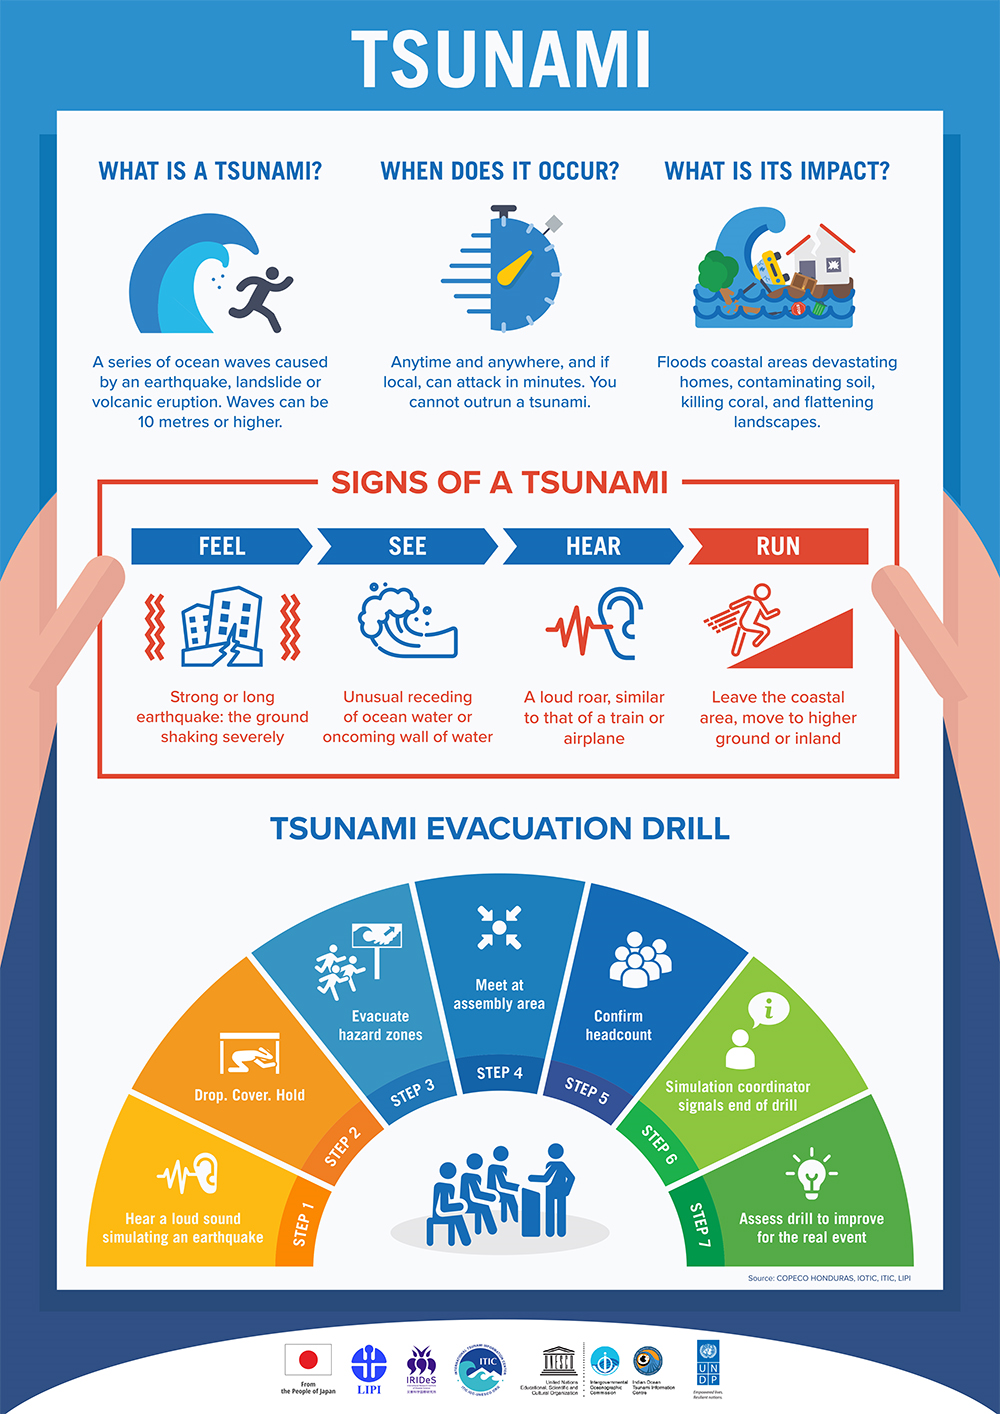 TSUNAMI
WHAT IS A TSUNAMI?
A series of ocean waves caused
by an earthquake, landslide or
volcanic eruption. Waves can be
10 metres or higher.
WHEN DOES IT OCCUR?
Anytime and anywhere, and if
local, can attack in minutes. You
cannot outrun a tsunami.
WHAT IS ITS IMPACT?
Floods coastal areas devastating
homes, contaminating soil,
killing coral, and flattening
landscapes.
SIGNS OF A TSUNAMI
FEEL
Strong or long
earthquake: the ground
shaking severely
SEE
Unusual receding
of ocean water or
oncoming wall of water
HEAR
A loud roar, similar
to that of a train or
airplane
RUN
Leave the coastal
area, move to higher
ground or inland
TSUNAMI EVACUATION DRILL
Hear a loud sound
simulating an earthquake
STEP 1
Drop. Cover. Hold
STEP 2
Evacuate
hazard zones
STEP 3
Meet at
assembly area
STEP 4
Confirm
headcount
STEP 5
Simulation coordinator
signals end of drill
STEP 6
Assess drill to improve
for the real event
STEP 7
Source: COPECO HONDURAS, IOTIC, ITIC, LIPI
From
the People of Japan
LIPI
IRIDeS
INTERNATIONAL TSUNAMI INFORMATION CENTER
ITIC
UNESCO
United Nations
Educational, Scientific and
Cultural Organization
Intergovernmental
Oceanographic
Commission
Indian Ocean
Tsunami Information
Centre
UN
DP
Empowered lives.
Resilient nations.